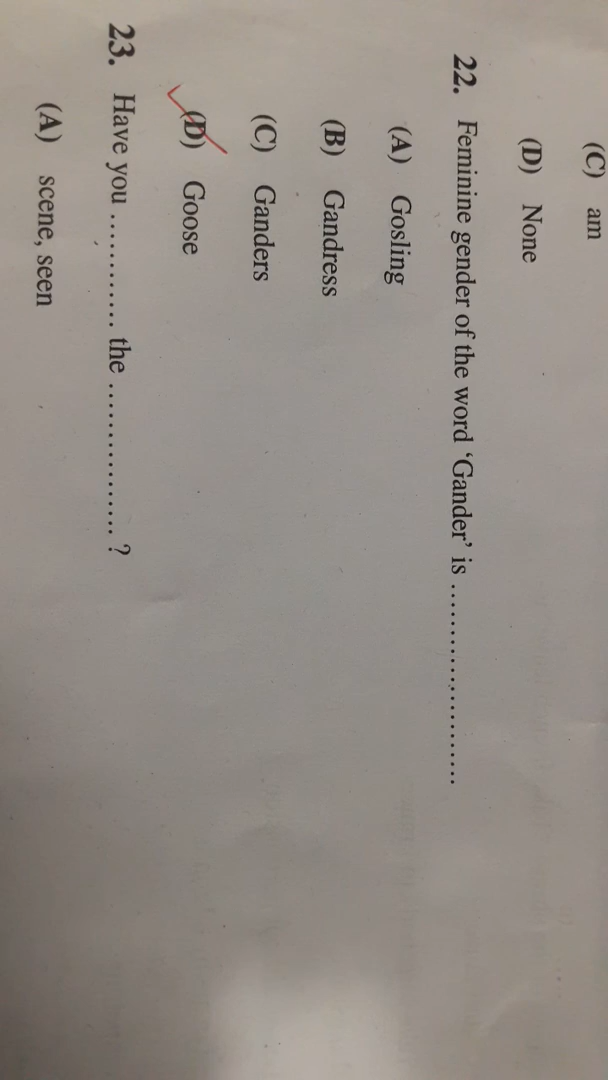 (C) am
(D) None
22. Feminine gender of the word ‘Gander’ is ........................
(A) Gosling
(B) Gandress
(C) Ganders
(D) Goose
23. Have you ............ the ................ ?
(A) scene, seen